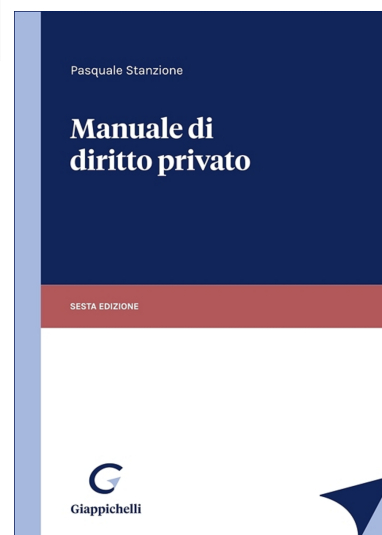 Pasquale Stanzione
Manuale di
diritto privato
SESTA EDIZIONE
Giappichelli